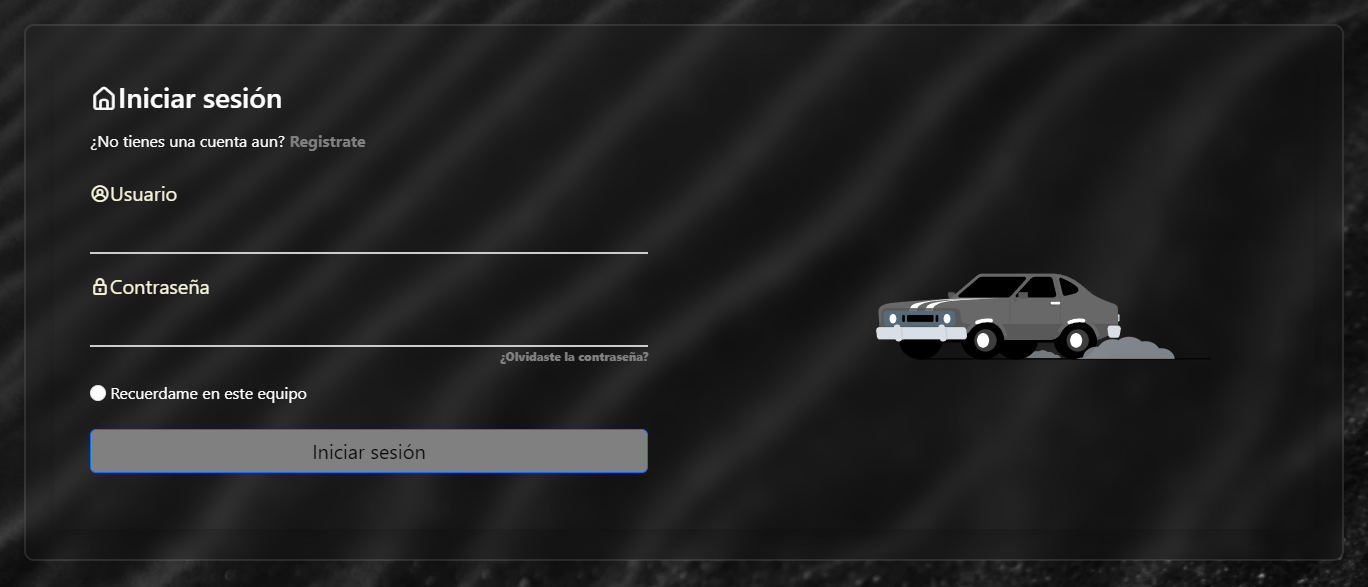 Iniciar sesión
¿No tienes una cuenta aun? Registrate
Usuario
Contraseña
¿Olvidaste la contraseña?
Recuerdame en este equipo
Iniciar sesión